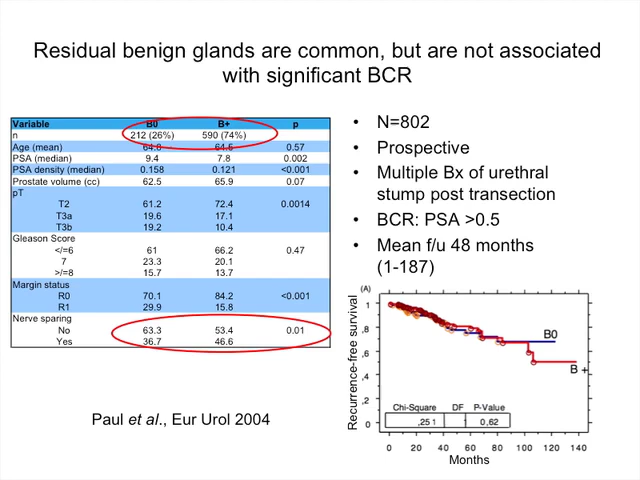 Residual benign glands are common, but are not associated
with significant BCR
Variable B0 B+ p
n 212 (26%) 590 (74%)
Age (mean) 64.8 64.5 0.57
PSA (median) 9.4 7.8 0.002
PSA density (median) 0.158 0.121 <0.001
Prostate volume (cc) 62.5 65.9 0.07
pT
T2 61.2 72.4 0.0014
T3a 19.6 17.1
T3b 19.2 10.4
Gleason Score
</=6 61 66.2 0.47
7 23.3 20.1
>/=8 15.7 13.7
Margin status
R0 70.1 84.2 <0.001
R1 29.9 15.8
Nerve sparing
No 63.3 53.4 0.01
Yes 36.7 46.6
Paul et al., Eur Urol 2004
• N=802
• Prospective
• Multiple Bx of urethral
stump post transection
• BCR: PSA >0.5
• Mean f/u 48 months
(1-187)
(A)
Recurrence-free survival
1
,8
,6
,4
,2
0
B0
B +
Chi-Square DF P-Value
,251 1 0,62
0 20 40 60 80 100 120 140
Months